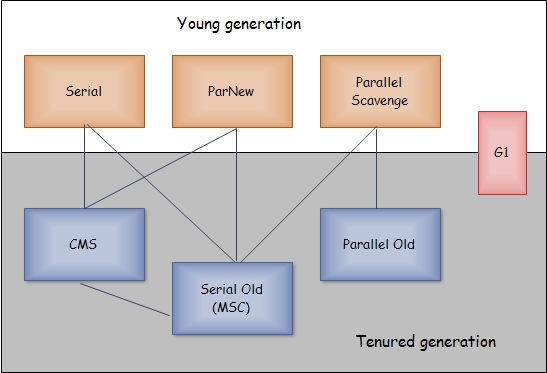 Young generation
Serial
ParNew
Parallel
Scavenge
G1
CMS
Serial Old
(MSC)
Parallel Old
Tenured generation